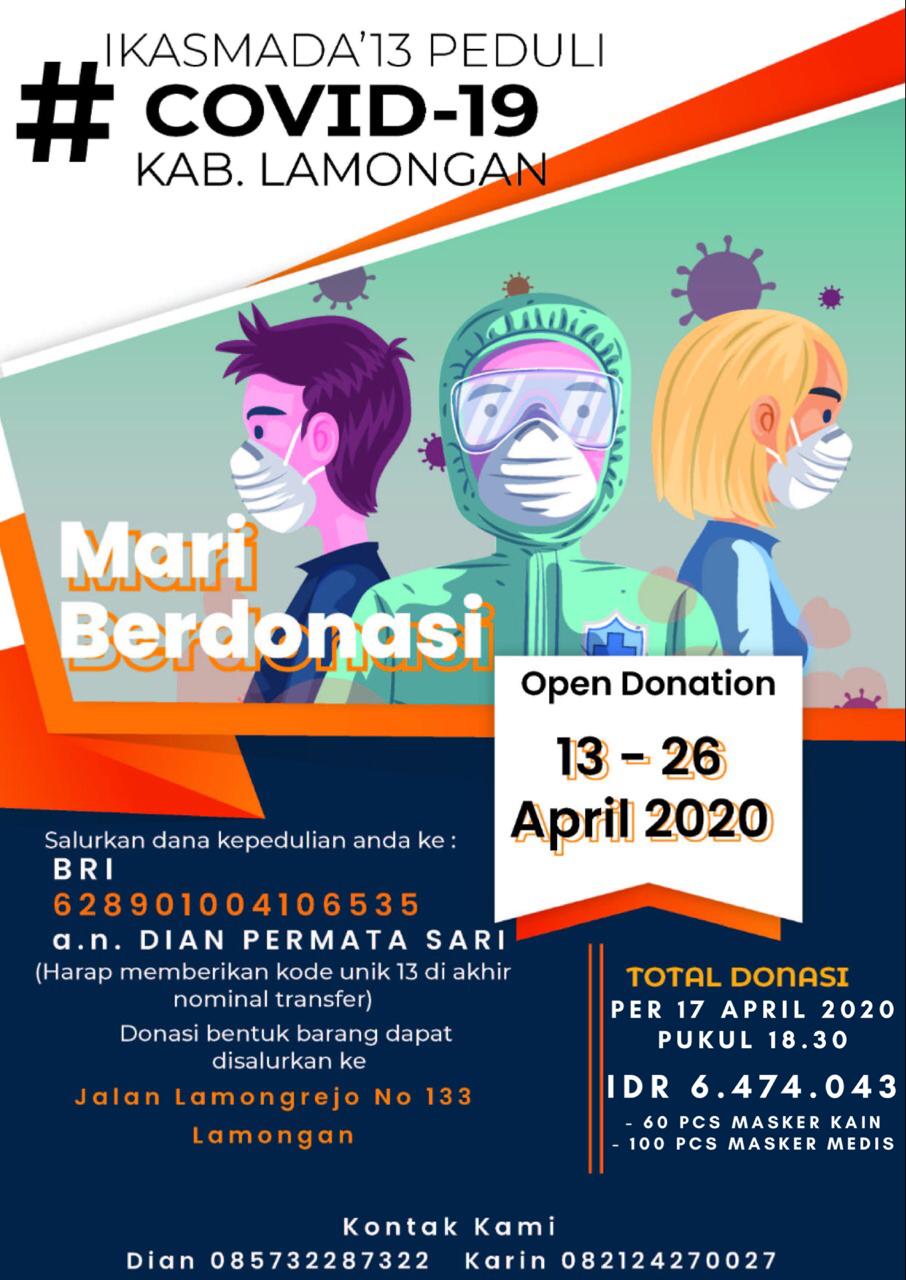 # IKASMADA'13 PEDULI
COVID-19
KAB. LAMONGAN
Mari
Berdonasi
Open Donation
13 - 26
April 2020
Salurkan dana kepedulian anda ke :
BRI
628901004106535
a.n. DIAN PERMATA SARI
(Harap memberikan kode unik 13 di akhir
nominal transfer)
Donasi bentuk barang dapat
disalurkan ke
Jalan Lamongrejo No 133
Lamongan
TOTAL DONASI
PER 17 APRIL 2020
PUKUL 18.30
IDR 6.474.043
- 60 PCS MASKER KAIN
- 100 PCS MASKER MEDIS
Kontak Kami
Dian 085732287322 Karin 082124270027